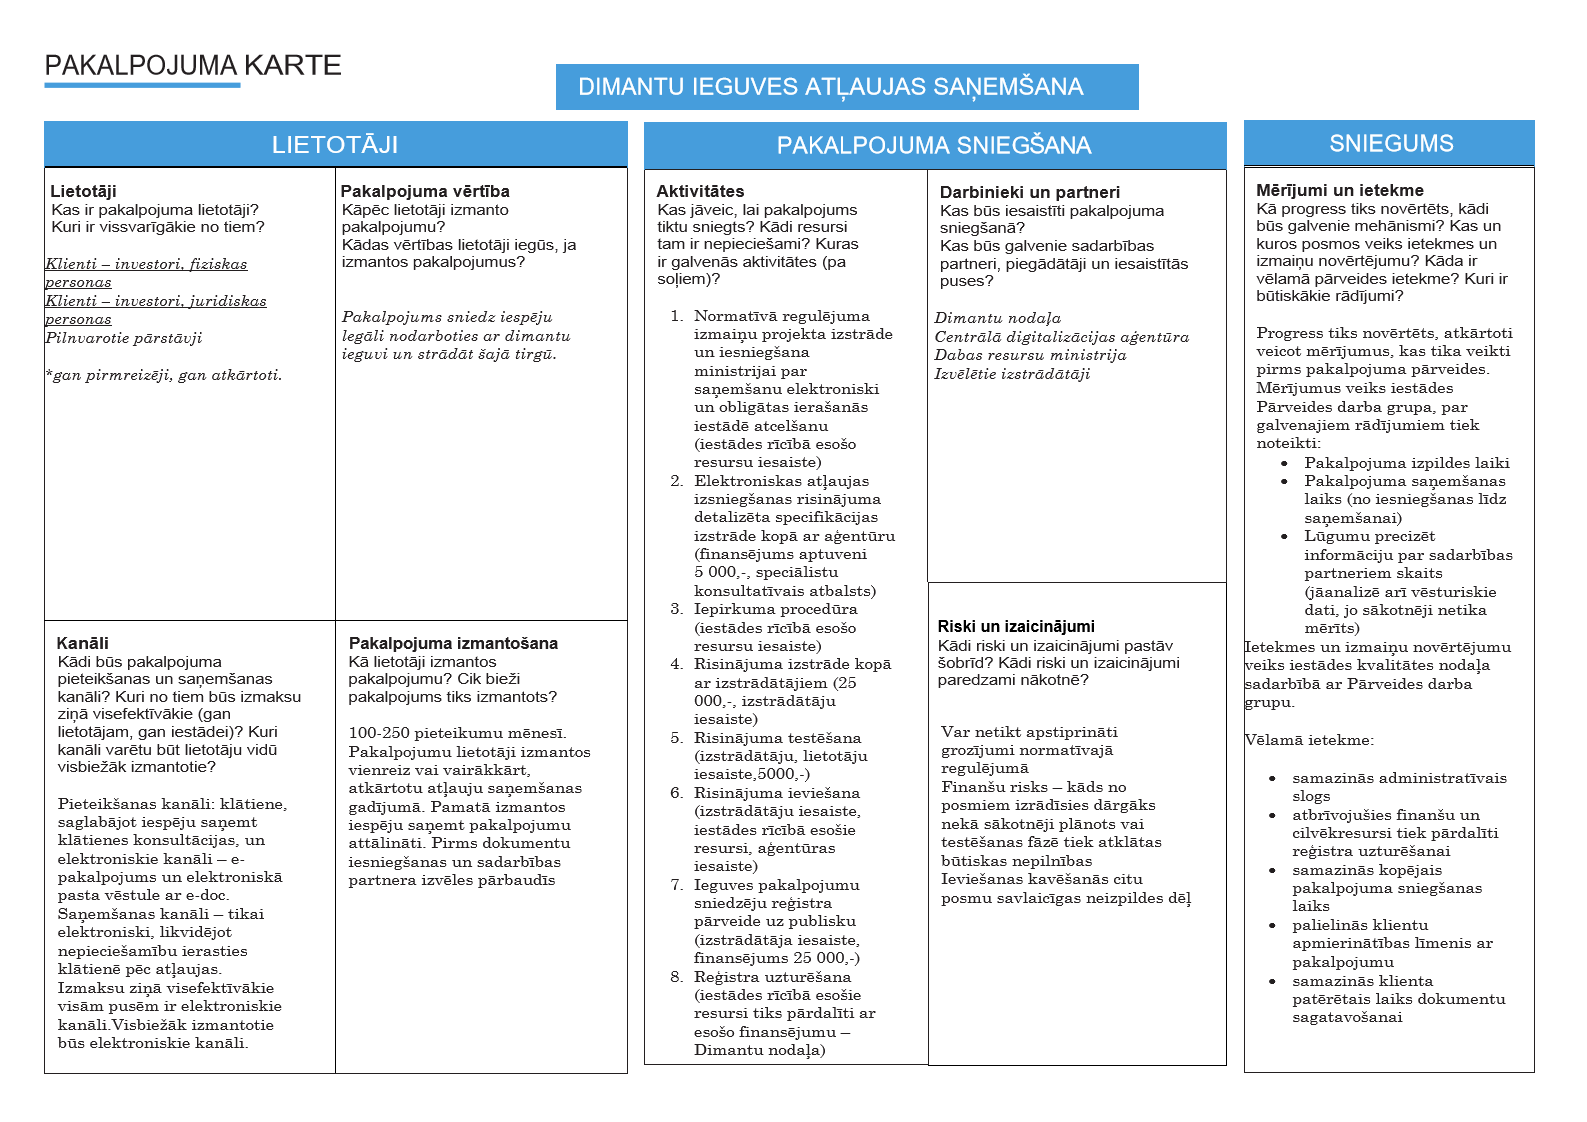 PAKALPOJUMA KARTE
DIMANTU IEGUVES ATĻAUJAS SAŅEMŠANA
LIETOTĀJI
Lietotāji
Kas ir pakalpojuma lietotāji?
Kuri ir vissvarīgākie no tiem?
Klienti – investori, fiziskas
personas
Klienti – investori, juridiskas
personas
Pilnvarotie pārstāvji
*gan pirmreizēji, gan atkārtoti.
Pakalpojuma vērtība
Kāpēc lietotāji izmanto
pakalpojumu?
Kādas vērtības lietotāji iegūs, ja
izmantos pakalpojumus?
Pakalpojums sniedz iespēju
legāli nodarboties ar dimantu
ieguvi un strādāt šajā tirgū.
Kanāli
Kādi būs pakalpojuma
pieteikšanas un saņemšanas
kanāli? Kuri no tiem būs izmaksu
ziņā visefektīvākie (gan
lietotājam, gan iestādei)? Kuri
kanāli varētu būt lietotāju vidū
visbiežāk izmantotie?
Pieteikšanas kanāli: klātiene,
saglabājot iespēju saņemt
klātienes konsultācijas, un
elektroniskie kanāli – e-
pakalpojums un elektroniskā
pasta vēstule ar e-doc.
Saņemšanas kanāli – tikai
elektroniski, likvidējot
nepieciešamību ierasties
klātienē pēc atļaujas.
Izmaksu ziņā visefektīvākie
visām pusēm ir elektroniskie
kanāli.Visbiežāk izmantotie
būs elektroniskie kanāli.
Pakalpojuma izmantošana
Kā lietotāji izmantos
pakalpojumu? Cik bieži
pakalpojums tiks izmantots?
100-250 pieteikumu mēnesī.
Pakalpojumu lietotāji izmantos
vienreiz vai vairākkārt,
atkārtotu atļauju saņemšanas
gadījumā. Pamatā izmantos
iespēju saņemt pakalpojumu
attālināti. Pirms dokumentu
iesniegšanas un sadarbības
partnera izvēles pārbaudīs
PAKALPOJUMA SNIEGŠANA
Aktivitātes
Kas jāveic, lai pakalpojums
tiktu sniegts? Kādi resursi
tam ir nepieciešami? Kuras
ir galvenās aktivitātes (pa
soļiem)?
1. Normatīvā regulējuma
izmaiņu projekta izstrāde
un iesniegšana
ministrijai par
saņemšanu elektroniski
un obligātas ierašanās
iestādē atcelšanu
(iestādes rīcībā esošo
resursu iesaiste)
2. Elektroniskas atļaujas
izsniegšanas risinājuma
detalizēta specifikācijas
izstrāde kopā ar aģentūru
(finansējums aptuveni
5 000,-, speciālistu
konsultatīvais atbalsts)
3. Iepirkuma procedūra
(iestādes rīcībā esošo
resursu iesaiste)
4. Risinājuma izstrāde kopā
ar izstrādātājiem (25
000,-, izstrādātāju
iesaiste)
5. Risinājuma testēšana
(izstrādātāju, lietotāju
iesaiste,5000,-)
6. Risinājuma ieviešana
(izstrādātāju iesaiste,
iestādes rīcībā esošie
resursi, aģentūras
iesaiste)
7. Ieguves pakalpojumu
sniedzēju reģistra
pārveide uz publisku
(izstrādātāja iesaiste,
finansējums 25 000,-)
8. Reģistra uzturēšana
(iestādes rīcībā esošie
resursi tiks pārdalīti ar
esošo finansējumu –
Dimantu nodaļa)
Darbinieki un partneri
Kas būs iesaistīti pakalpojuma
sniegšanā?
Kas būs galvenie sadarbības
partneri, piegādātāji un iesaistītās
puses?
Dimantu nodaļa
Centrālā digitalizācijas aģentūra
Dabas resursu ministrija
Izvēlētie izstrādātāji
Riski un izaicinājumi
Kādi riski un izaicinājumi pastāv
šobrīd? Kādi riski un izaicinājumi
paredzami nākotnē?
Var netikt apstiprināti
grozījumi normatīvajā
regulējumā
Finanšu risks – kāds no
posmiem izrādīsies dārgāks
nekā sākotnēji plānots vai
testēšanas fāzē tiek atklātas
būtiskas nepilnības
Ieviešanas kavēšanās citu
posmu savlaicīgas neizpildes dēļ
SNIEGUMS
Mērījumi un ietekme
Kā progress tiks novērtēts, kādi
būs galvenie mehānismi? Kas un
kuros posmos veiks ietekmes un
izmaiņu novērtējumu? Kāda ir
vēlamā pārveides ietekme? Kuri ir
būtiskākie rādījumi?
Progress tiks novērtēts, atkārtoti
veicot mērījumus, kas tika veikti
pirms pakalpojuma pārveides.
Mērījumus veiks iestādes
Pārveides darba grupa, par
galvenajiem rādījumiem tiek
noteikti:
• Pakalpojuma izpildes laiki
• Pakalpojuma saņemšanas
laiks (no iesniegšanas līdz
saņemšanai)
• Lūgumu precizēt
informāciju par sadarbības
partneriem skaits
(jāanalizē arī vēsturiskie
dati, jo sākotnēji netika
mērīts)
Ietekmes un izmaiņu novērtējumu
veiks iestādes kvalitātes nodaļa
sadarbībā ar Pārveides darba
grupu.
Vēlamā ietekme:
• samazinās administratīvais
slogs
• atbrīvojušies finanšu un
cilvēkresursi tiek pārdalīti
reģistra uzturēšanai
• samazinās kopējais
pakalpojuma sniegšanas
laiks
• palielinās klientu
apmierinātības līmenis ar
pakalpojumu
• samazinās klienta
patērētais laiks dokumentu
sagatavošanai